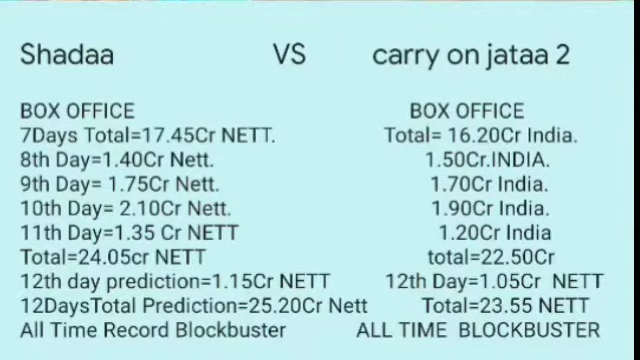 Shadaa VS carry on jataa 2
BOX OFFICE BOX OFFICE
7Days Total=17.45Cr NETT. Total= 16.20Cr India.
8th Day=1.40Cr Nett. 1.50Cr.INDIA.
9th Day= 1.75Cr Nett. 1.70Cr India.
10th Day= 2.10Cr Nett. 1.90Cr India.
11th Day=1.35 Cr NETT 1.20Cr India
Total=24.05cr NETT total=22.50Cr
12th day prediction=1.15Cr NETT 12th Day=1.05Cr NETT
12DaysTotal Prediction=25.20Cr Nett Total=23.55 NETT
All Time Record Blockbuster ALL TIME BLOCKBUSTER